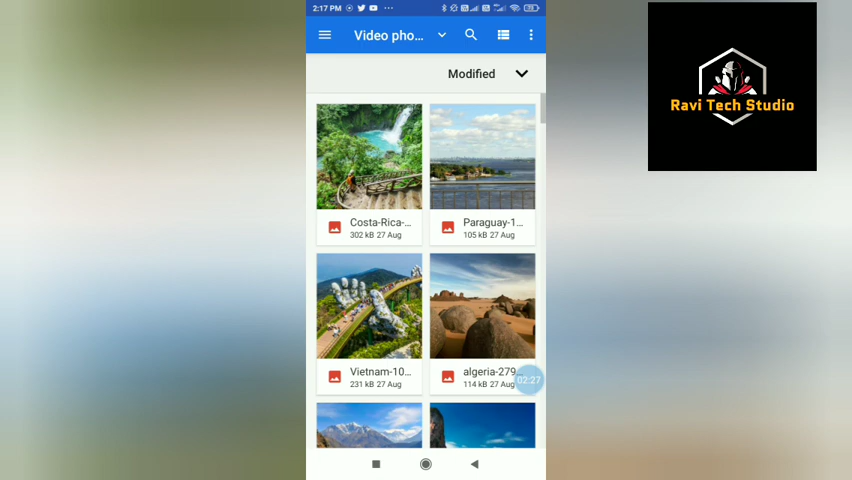 2:17 PM
Video pho...
Modified
Costa-Rica-...
302 kB 27 Aug
Paraguay-1...
105 kB 27 Aug
Vietnam-10...
231 kB 27 Aug
algeria-279...
114 kB 27 Aug
02:27
Ravi Tech Studio